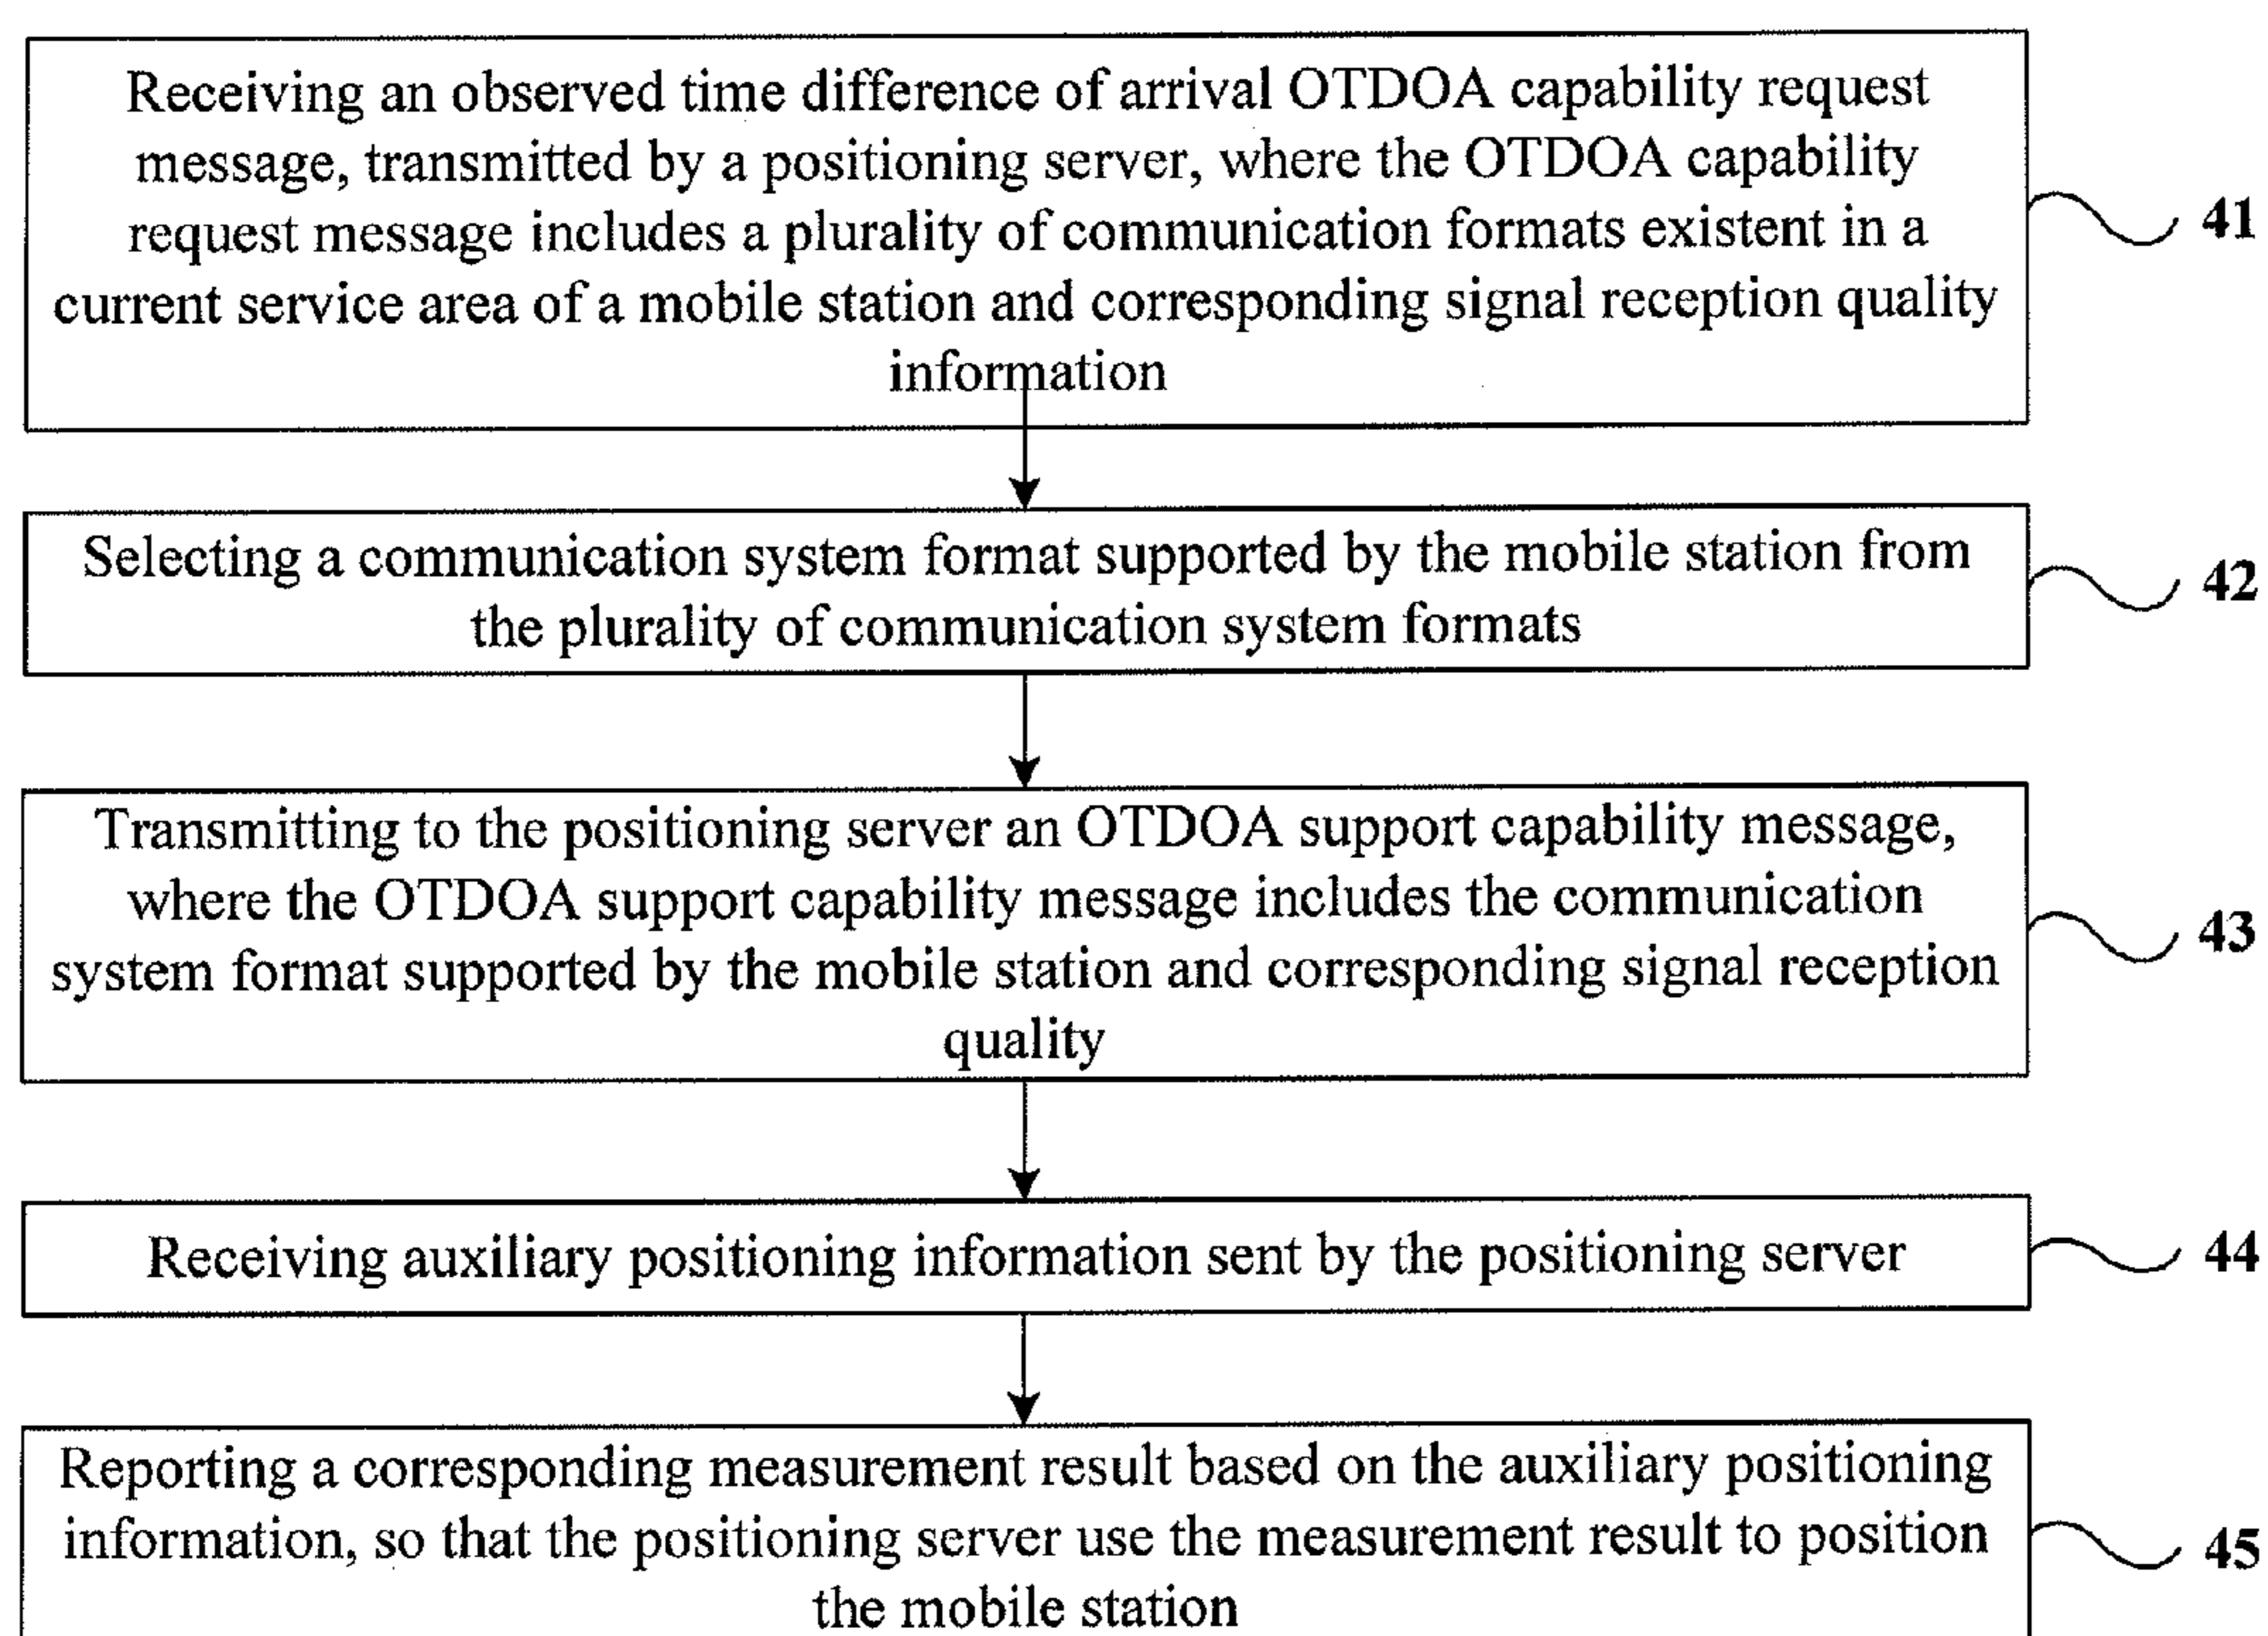 Receiving an observed time difference of arrival OTDOA capability request
message, transmitted by a positioning server, where the OTDOA capability
request message includes a plurality of communication formats existent in a
current service area of a mobile station and corresponding signal reception quality
information
41
Selecting a communication system format supported by the mobile station from
the plurality of communication system formats
42
Transmitting to the positioning server an OTDOA support capability message,
where the OTDOA support capability message includes the communication
system format supported by the mobile station and corresponding signal reception
quality
43
Receiving auxiliary positioning information sent by the positioning server
44
Reporting a corresponding measurement result based on the auxiliary positioning
information, so that the positioning server use the measurement result to position
the mobile station
45